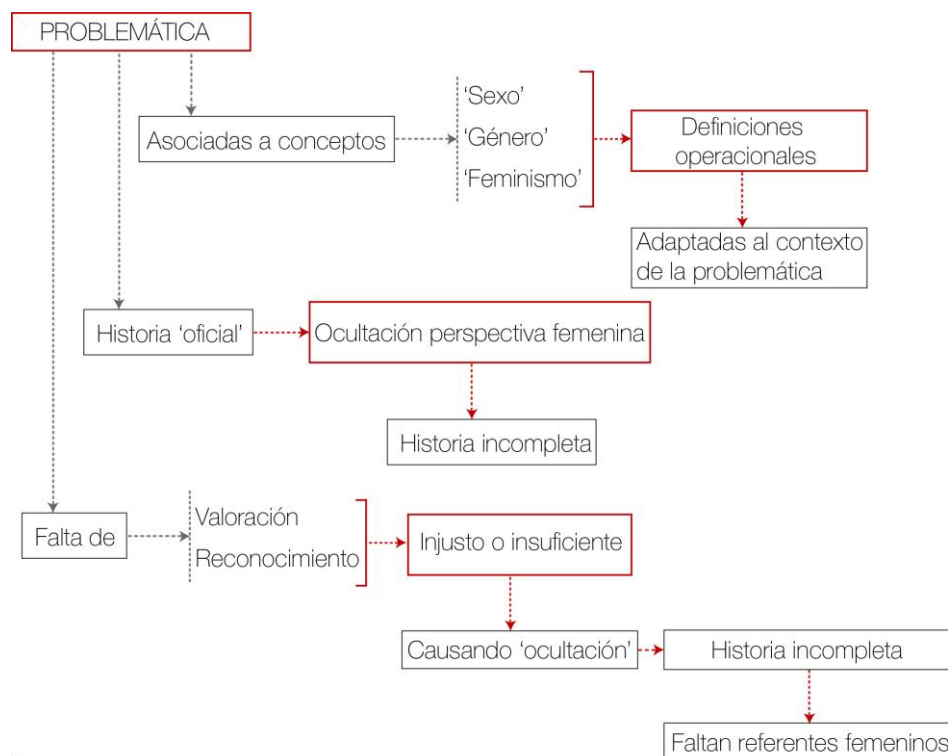 PROBLEMÁTICA
Asociadas a conceptos
‘Sexo’
‘Género’
‘Feminismo’
Definiciones
operacionales
Adaptadas al contexto
de la problemática
Historia ‘oficial’
Ocultación perspectiva femenina
Historia incompleta
Falta de
Valoración
Reconocimiento
Injusto o insuficiente
Causando ‘ocultación’
Historia incompleta
Faltan referentes femeninos